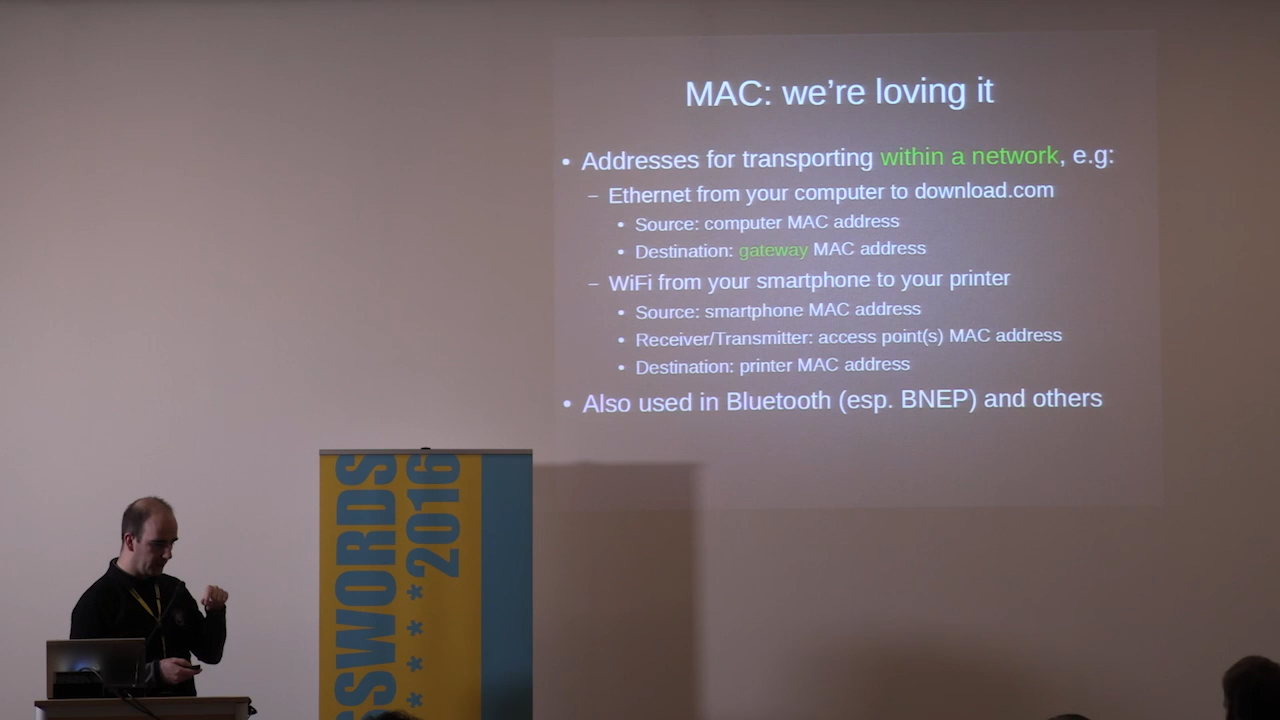 MAC: we're loving it
• Addresses for transporting within a network, e.g:
– Ethernet from your computer to download.com
• Source: computer MAC address
• Destination: gateway MAC address
– WiFi from your smartphone to your printer
• Source: smartphone MAC address
• Receiver/Transmitter: access point(s) MAC address
• Destination: printer MAC address
• Also used in Bluetooth (esp. BNEP) and others
SSWORDS
****2016